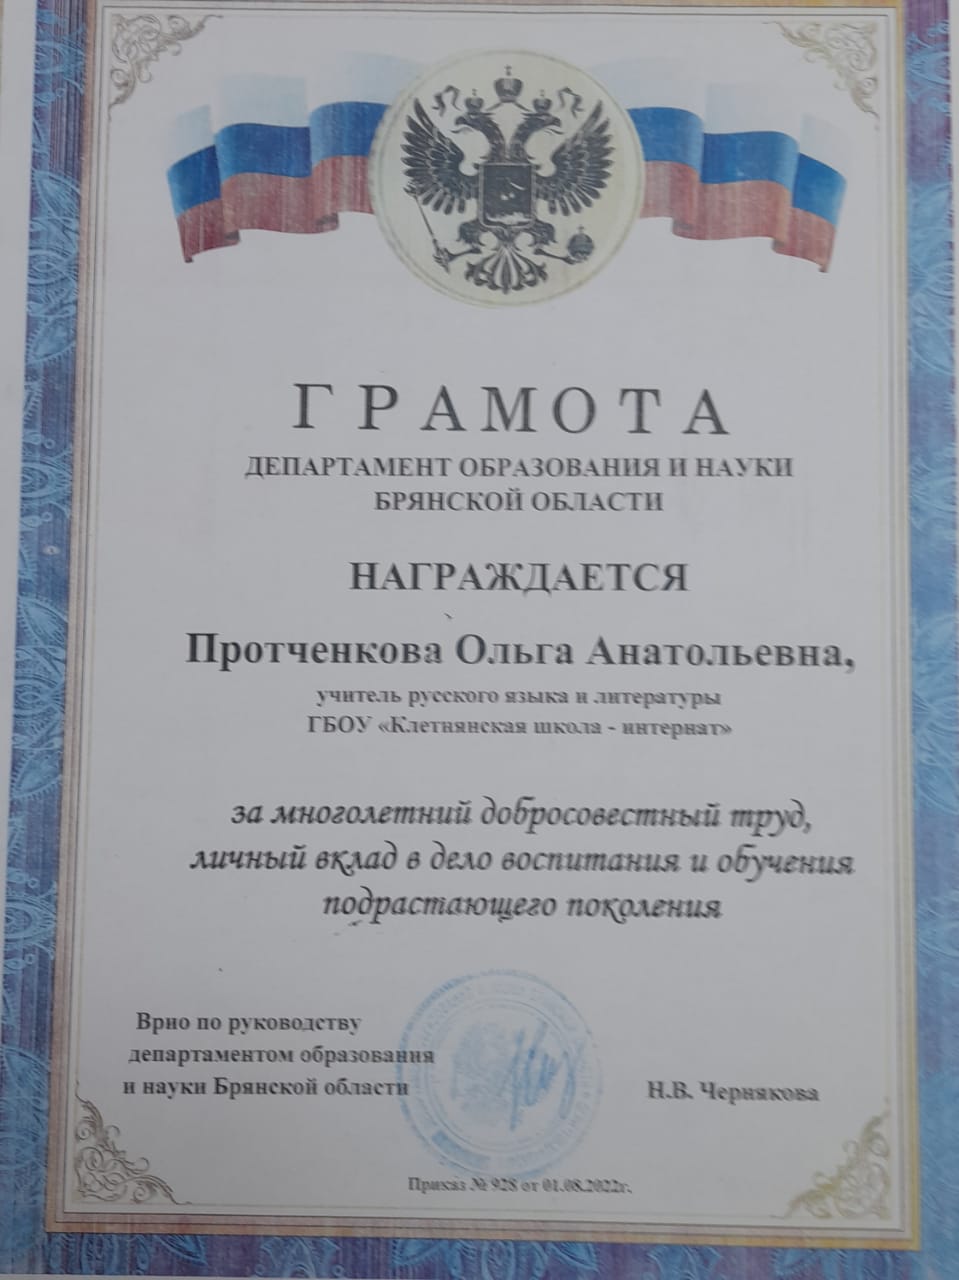 ГРАМОТА
ДЕПАРТАМЕНТ ОБРАЗОВАНИЯ И НАУКИ
БРЯНСКОЙ ОБЛАСТИ
НАГРАЖДАЕТСЯ
Протченкова Ольга Анатольевна,
учитель русского языка и литературы
ГБОУ «Клетнянская школа - интернат»
за многолетний добросовестный труд,
личный вклад в дело воспитания и обучения
подрастающего поколения
Врио по руководству
департаментом образования
и науки Брянской области
Н.В. Чернякова
Приказ № 928 от 01.08.2022г.